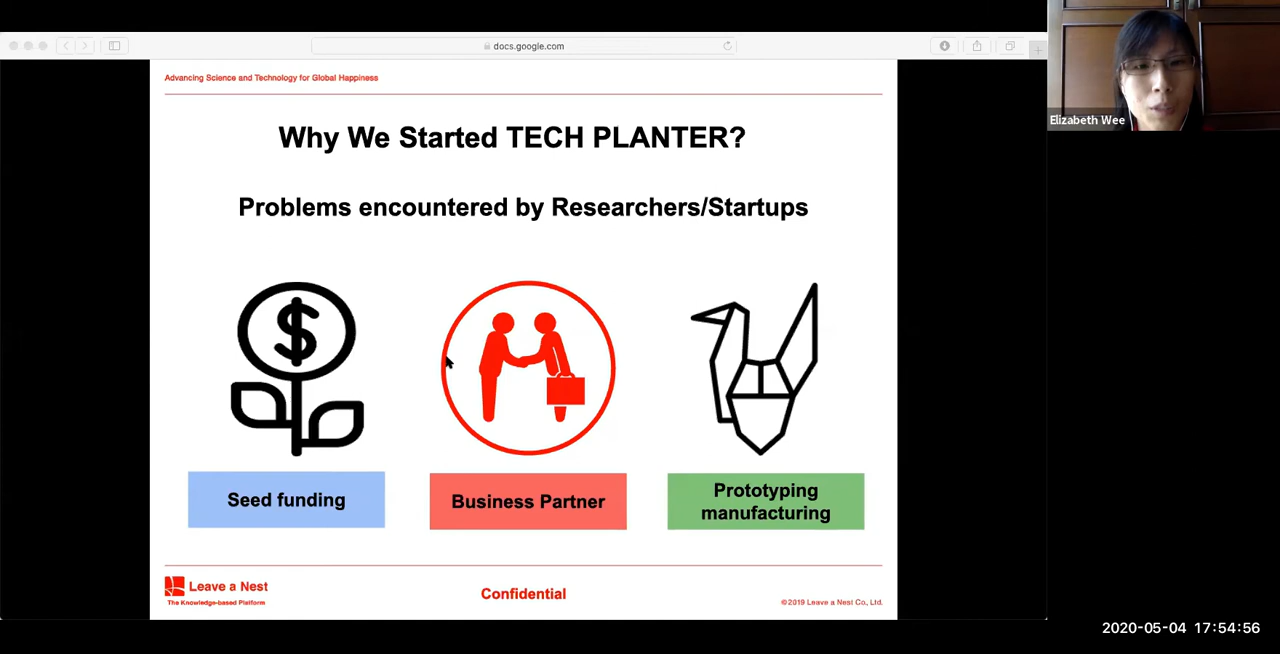 docs.google.com
Elizabeth Wee
Advancing Science and Technology for Global Happiness
Why We Started TECH PLANTER?
Problems encountered by Researchers/Startups
$
Seed funding
Business Partner
Prototyping
manufacturing
Leave a Nest
The Knowledge-based Platform
Confidential
©2019 Leave a Nest Co., Ltd.
2020-05-04 17:54:56